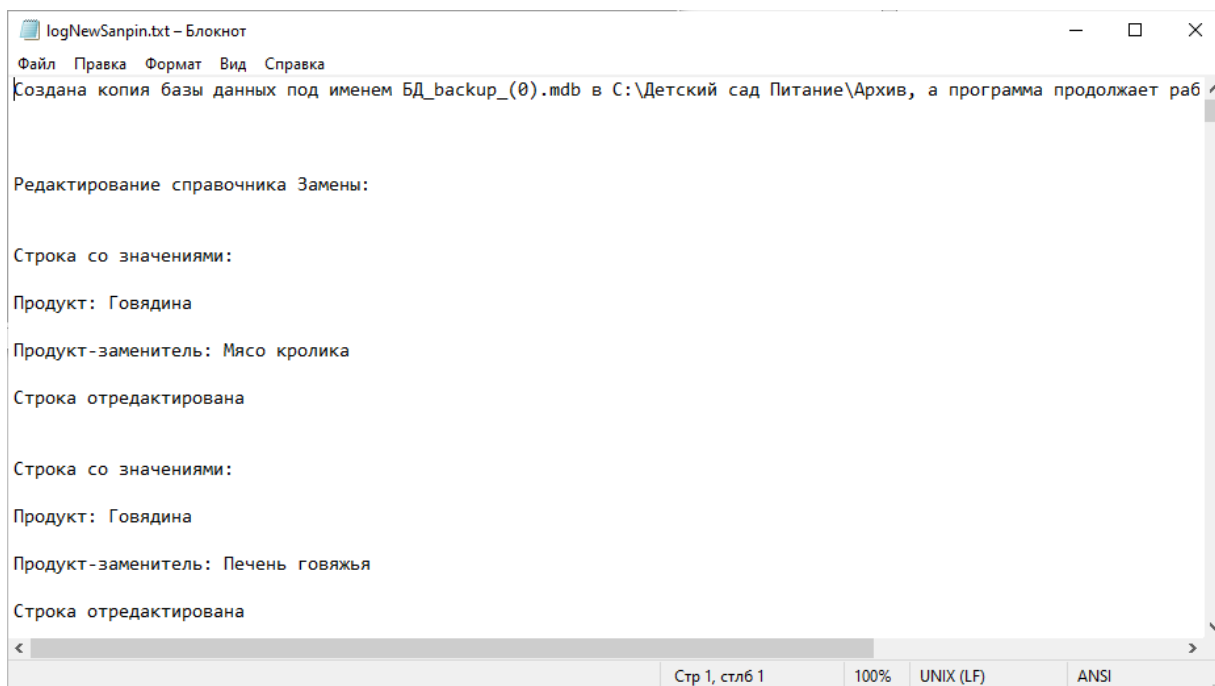 logNewSanpin.txt – Блокнот
Файл Правка Формат Вид Справка
Создана копия базы данных под именем БД_backup_(0).mdb в C:\Детский сад Питание\Архив, а программа продолжает раб
Редактирование справочника Замены:
Строка со значениями:
Продукт: Говядина
Продукт-заменитель: Мясо кролика
Строка отредактирована
Строка со значениями:
Продукт: Говядина
Продукт-заменитель: Печень говяжья
Строка отредактирована
Стр 1, стлб 1 100% UNIX (LF) ANSI